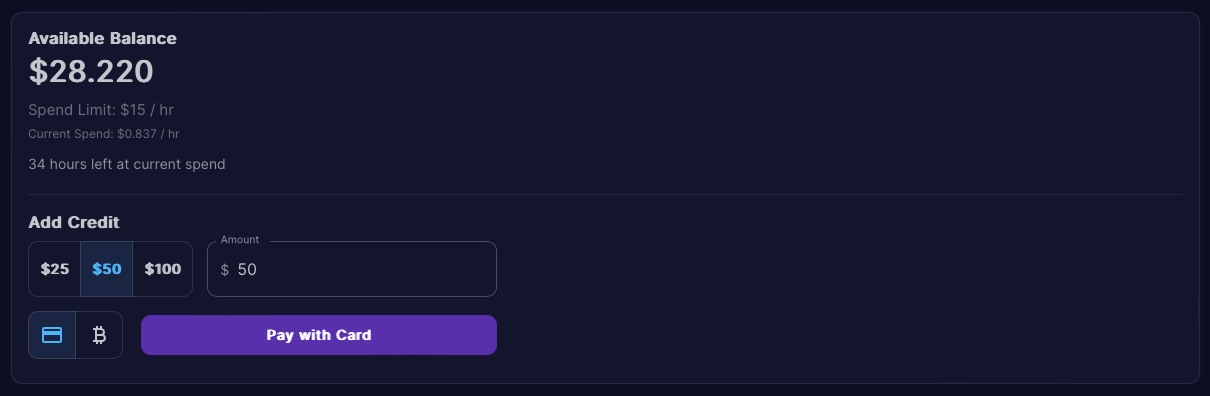 Available Balance
$28.220
Spend Limit: $15 / hr
Current Spend: $0.837 / hr
34 hours left at current spend
Add Credit
$25 $50 $100
Amount
$ 50
Pay with Card